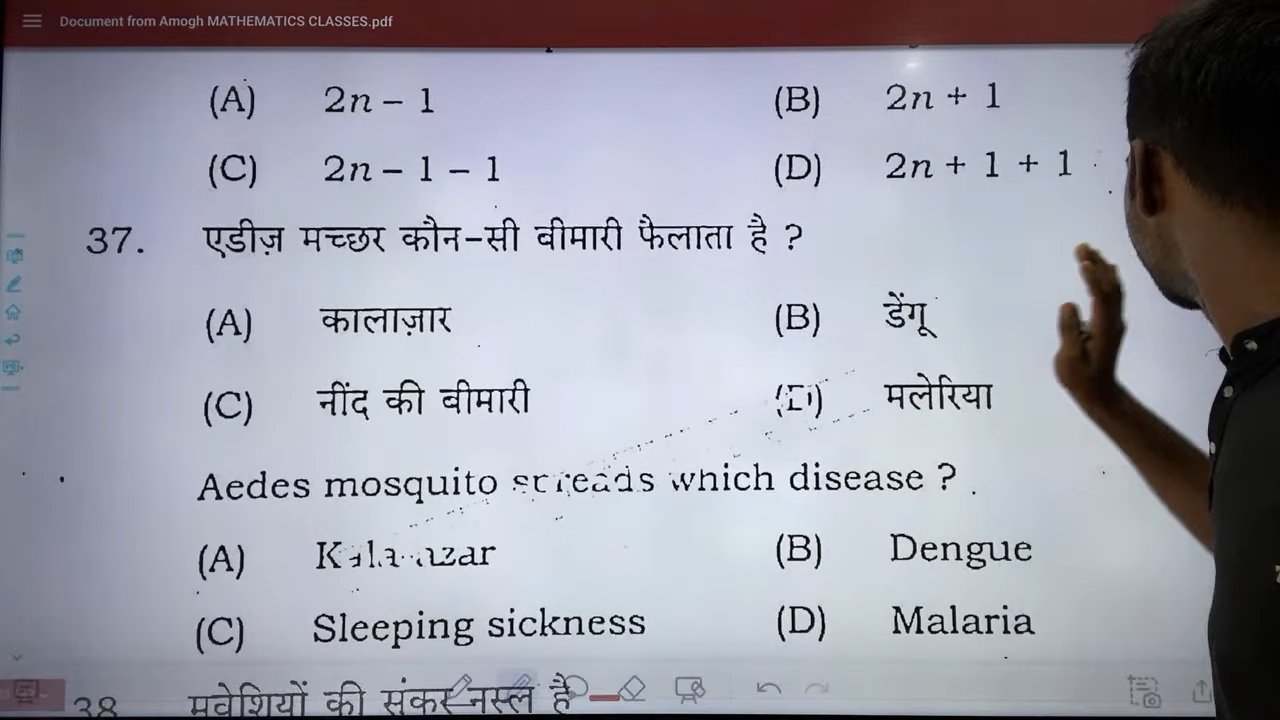 Document from Amogh MATHEMATICS CLASSES.pdf
(A) 2n – 1 (B) 2n + 1
(C) 2n – 1 – 1 (D) 2n + 1 + 1
37. एडीज़ मच्छर कौन-सी बीमारी फैलाता है ?
(A) कालाज़ार (B) डेंगू
(C) नींद की बीमारी (D) मलेरिया
Aedes mosquito spreads which disease ?
(A) Kala-azar (B) Dengue
(C) Sleeping sickness (D) Malaria
38 मवेशियों की संकर नस्ल है